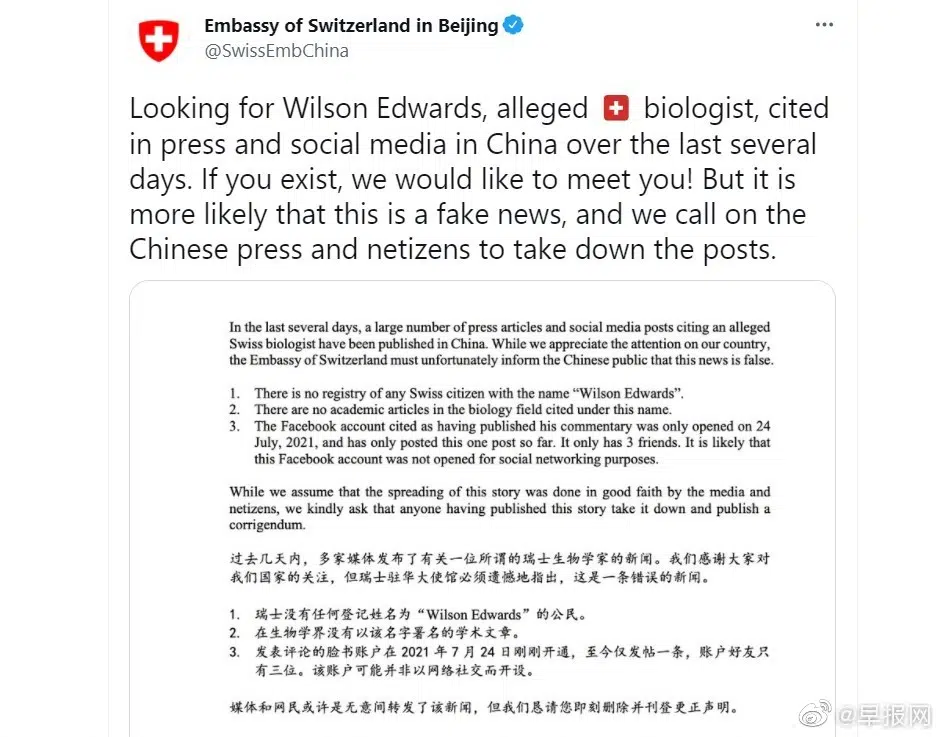 Embassy of Switzerland in Beijing
@SwissEmbChina
Looking for Wilson Edwards, alleged 🇨🇭 biologist, cited
in press and social media in China over the last several
days. If you exist, we would like to meet you! But it is
more likely that this is a fake news, and we call on the
Chinese press and netizens to take down the posts.
In the last several days, a large number of press articles and social media posts citing an alleged
Swiss biologist have been published in China. While we appreciate the attention on our country,
the Embassy of Switzerland must unfortunately inform the Chinese public that this news is false.
1. There is no registry of any Swiss citizen with the name “Wilson Edwards”.
2. There are no academic articles in the biology field cited under this name.
3. The Facebook account cited as having published his commentary was only opened on 24
July, 2021, and has only posted this one post so far. It only has 3 friends. It is likely that
this Facebook account was not opened for social networking purposes.
While we assume that the spreading of this story was done in good faith by the media and
netizens, we kindly ask that anyone having published this story take it down and publish a
corrigendum.
过去几天内，多家媒体发布了有关一位所谓的瑞士生物学家的新闻。我们感谢大家对
我们国家的关注，但瑞士驻华大使馆必须遗憾地指出，这是一条错误的新闻。
1. 瑞士没有任何登记姓名为“Wilson Edwards”的公民。
2. 在生物学界没有以该名字署名的学术文章。
3. 发表评论的脸书账户在 2021 年 7 月 24 日刚刚开通，至今仅发帖一条，账户好友只
有三位。该账户可能并非以网络社交而开设。
媒体和网民或许是无意间转发了该新闻，但我们恳请您即刻删除并刊登更正声明。
@早报网